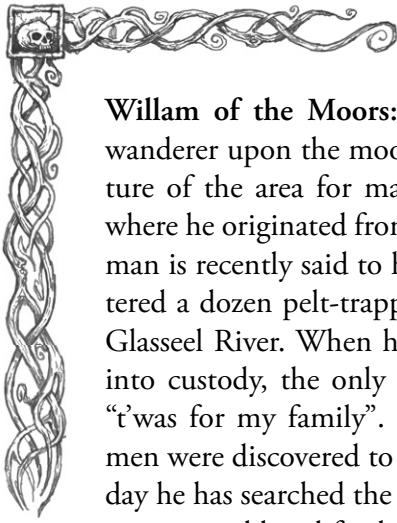 Willam of the Moors:
wanderer upon the moo
ture of the area for ma
where he originated from
man is recently said to h
tered a dozen pelt-trapp
Glasseel River. When h
into custody, the only
“t’was for my family”.
men were discovered to
day he has searched the